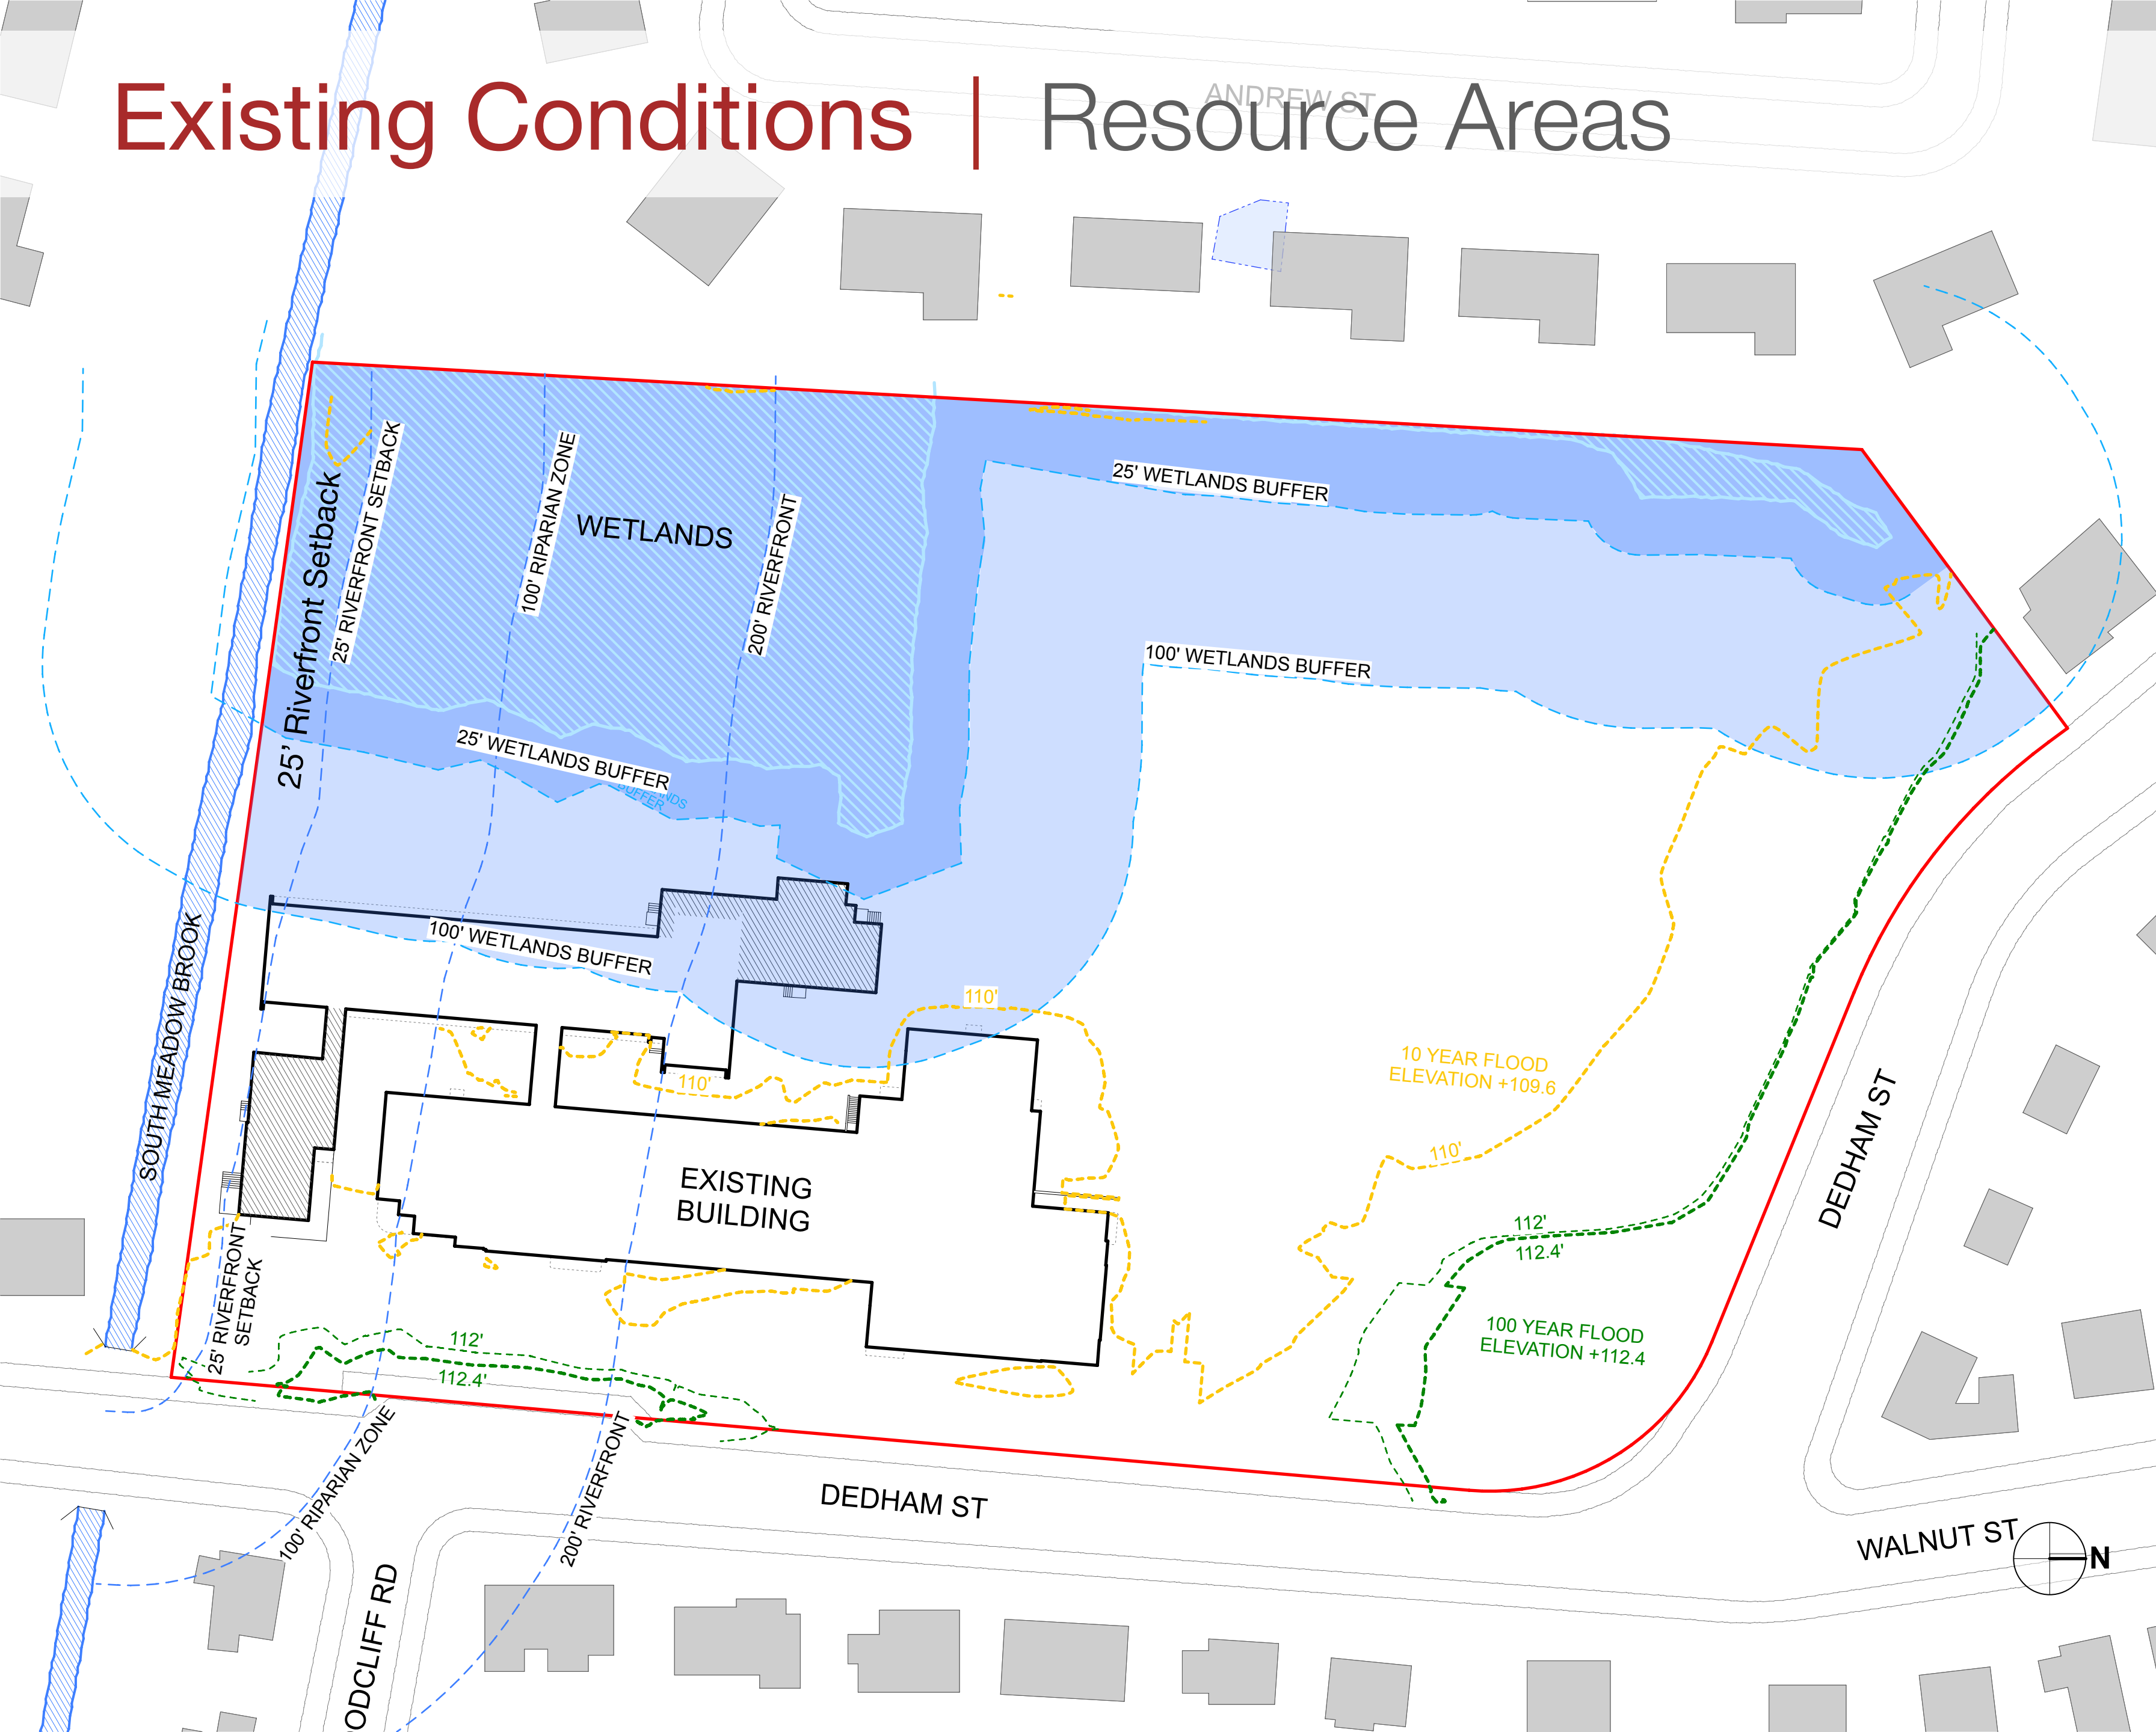 Existing Conditions | Resource Areas
ANDREW ST
25' Riverfront Setback
25' RIVERFRONT SETBACK
100' RIPARIAN ZONE
WETLANDS
200' RIVERFRONT
25' WETLANDS BUFFER
100' WETLANDS BUFFER
25' WETLANDS BUFFER
BUFFER
100' WETLANDS BUFFER
SOUTH MEADOW BROOK
110'
110'
10 YEAR FLOOD
ELEVATION +109.6
110'
EXISTING
BUILDING
DEDHAM ST
112'
112.4'
25' RIVERFRONT
SETBACK
112'
112.4'
100 YEAR FLOOD
ELEVATION +112.4
100' RIPARIAN ZONE
200' RIVERFRONT
DEDHAM ST
WALNUT ST
N
ODCLIFF RD